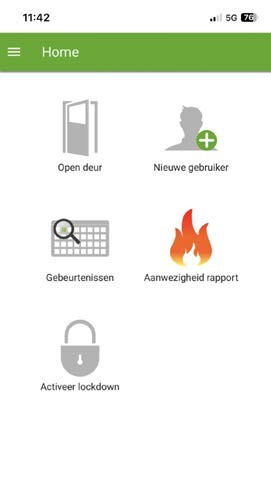 11:42
5G 76
Home
Open deur
Nieuwe gebruiker
Gebeurtenissen
Aanwezigheid rapport
Activeer lockdown